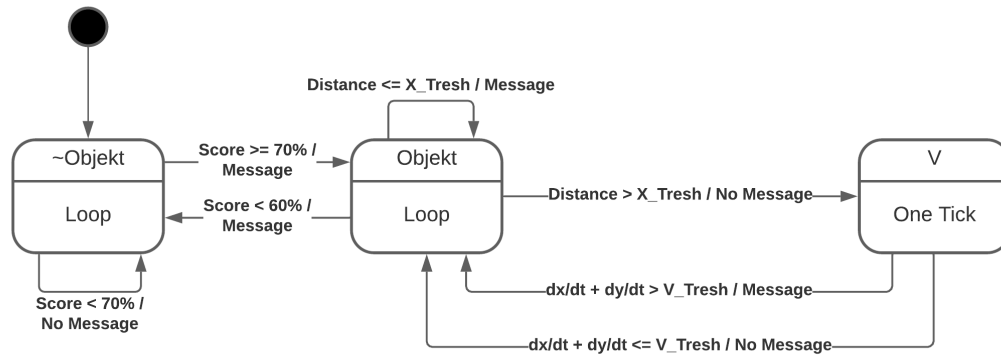 Distance <= X_Tresh / Message
~Objekt
Loop
Score >= 70% /
Message
Score < 60% /
Message
Objekt
Loop
Distance > X_Tresh / No Message
V
One Tick
Score < 70% /
No Message
dx/dt + dy/dt > V_Tresh / Message
dx/dt + dy/dt <= V_Tresh / No Message